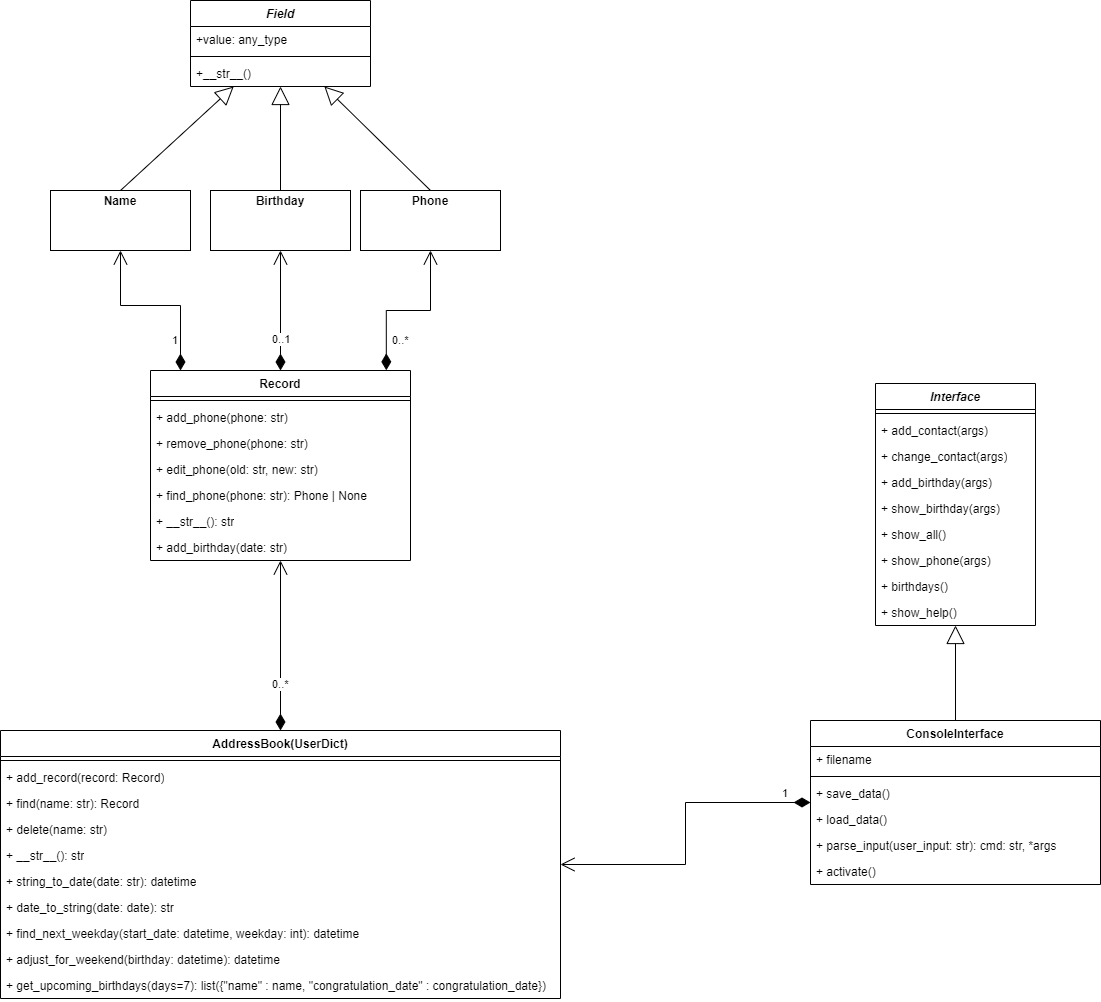 Field
+value: any_type
+__str__()
Name
Birthday
Phone
1
0..1
0..*
Record
+ add_phone(phone: str)
+ remove_phone(phone: str)
+ edit_phone(old: str, new: str)
+ find_phone(phone: str): Phone | None
+ __str__(): str
+ add_birthday(date: str)
Interface
+ add_contact(args)
+ change_contact(args)
+ add_birthday(args)
+ show_birthday(args)
+ show_all()
+ show_phone(args)
+ birthdays()
+ show_help()
0..*
AddressBook(UserDict)
+ add_record(record: Record)
+ find(name: str): Record
+ delete(name: str)
+ __str__(): str
+ string_to_date(date: str): datetime
+ date_to_string(date: date): str
+ find_next_weekday(start_date: datetime, weekday: int): datetime
+ adjust_for_weekend(birthday: datetime): datetime
+ get_upcoming_birthdays(days=7): list({"name" : name, "congratulation_date" : congratulation_date})
1
ConsoleInterface
+ filename
+ save_data()
+ load_data()
+ parse_input(user_input: str): cmd: str, *args
+ activate()